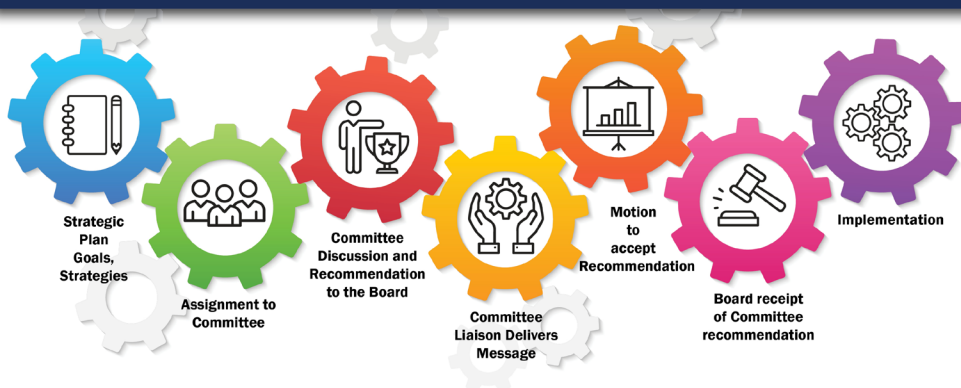 Strategic
Plan
Goals,
Strategies
Assignment to
Committee
Committee
Discussion and
Recommendation
to the Board
Committee
Liaison Delivers
Message
Motion
to
accept
Recommendation
Board receipt
of Committee
recommendation
Implementation